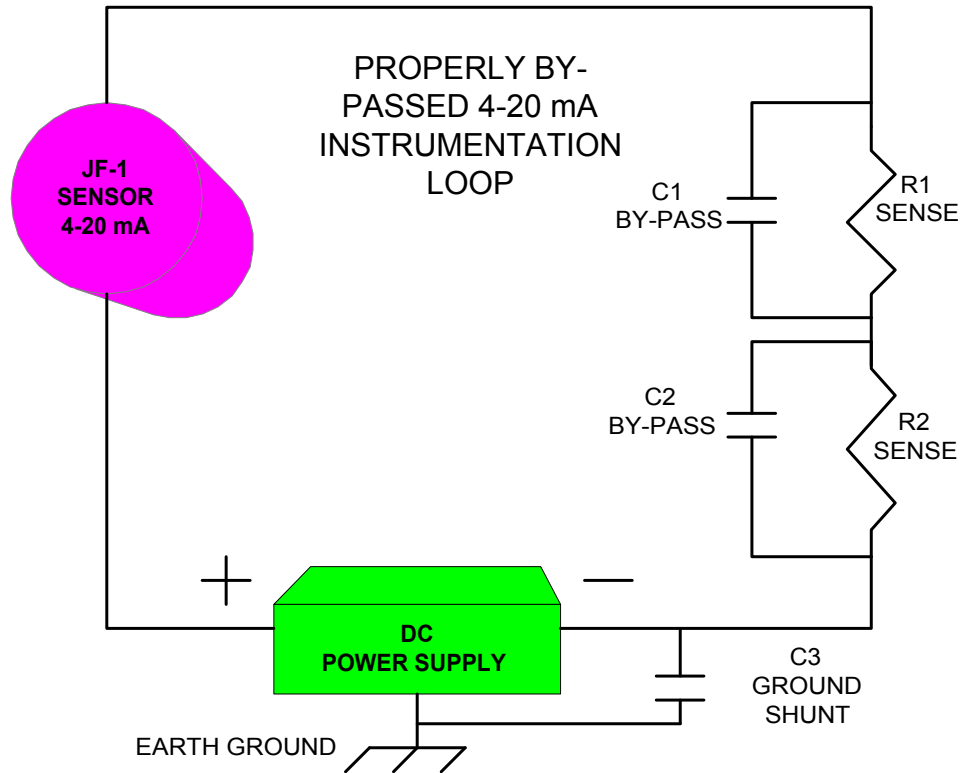 PROPERLY BY-
PASSED 4-20 mA
INSTRUMENTATION
LOOP
JF-1
SENSOR
4-20 mA
C1
BY-PASS
R1
SENSE
C2
BY-PASS
R2
SENSE
+
—
DC
POWER SUPPLY
C3
GROUND
SHUNT
EARTH GROUND